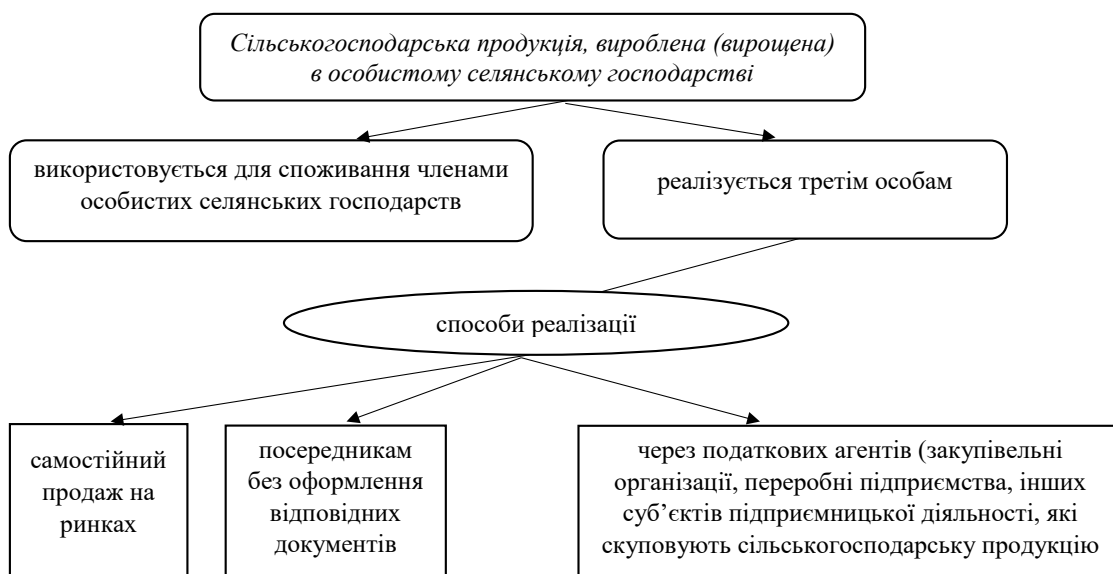 Сільськогосподарська продукція, вироблена (вирощена)
в особистому селянському господарстві
використовується для споживання членами
особистих селянських господарств
реалізується третім особам
способи реалізації
самостійний
продаж на
ринках
посередникам
без оформлення
відповідних
документів
через податкових агентів (закупівельні
організації, переробні підприємства, інших
суб’єктів підприємницької діяльності, які
скуповують сільськогосподарську продукцію